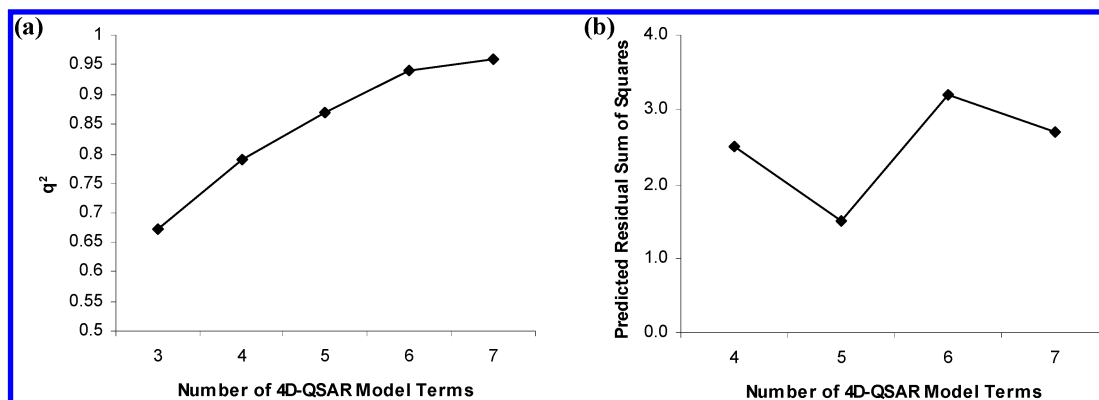 (a)
1
0.95
0.9
0.85
0.8
0.75
0.7
0.65
0.6
0.55
0.5
q²
3 4 5 6 7
Number of 4D-QSAR Model Terms
(b)
4.0
3.0
2.0
1.0
0.0
Predicted Residual Sum of Squares
4 5 6 7
Number of 4D-QSAR Model Terms